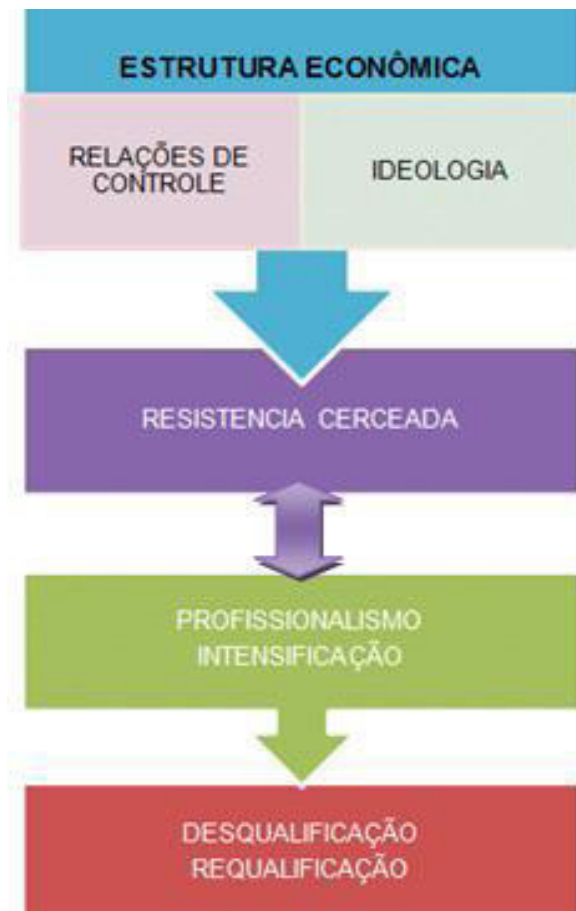 ESTRUTURA ECONÔMICA
RELAÇÕES DE
CONTROLE
IDEOLOGIA
RESISTENCIA CERCEADA
PROFISSIONALISMO
INTENSIFICAÇÃO
DESQUALIFICAÇÃO
REQUALIFICAÇÃO